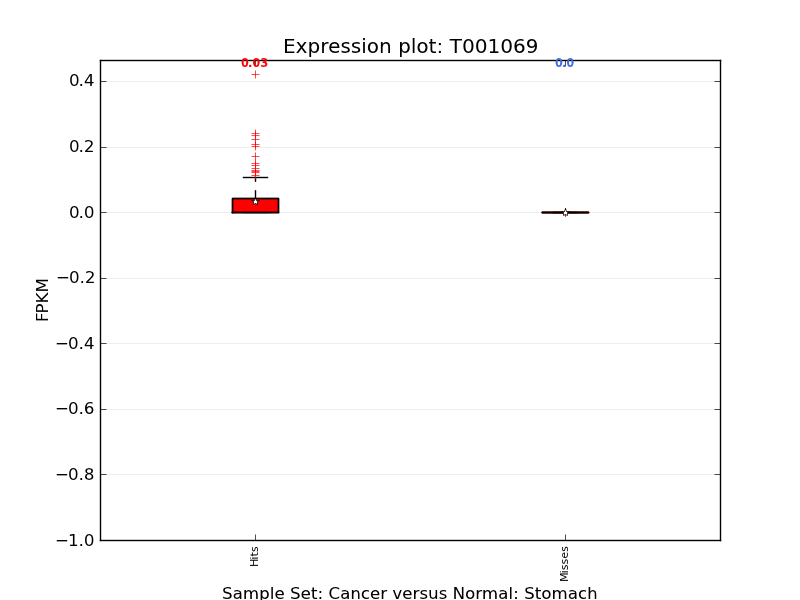 Expression plot: T001069
0.03
0.0
0.4
0.2
0.0
−0.2
−0.4
−0.6
−0.8
−1.0
FPKM
Hits
Misses
Sample Set: Cancer versus Normal: Stomach